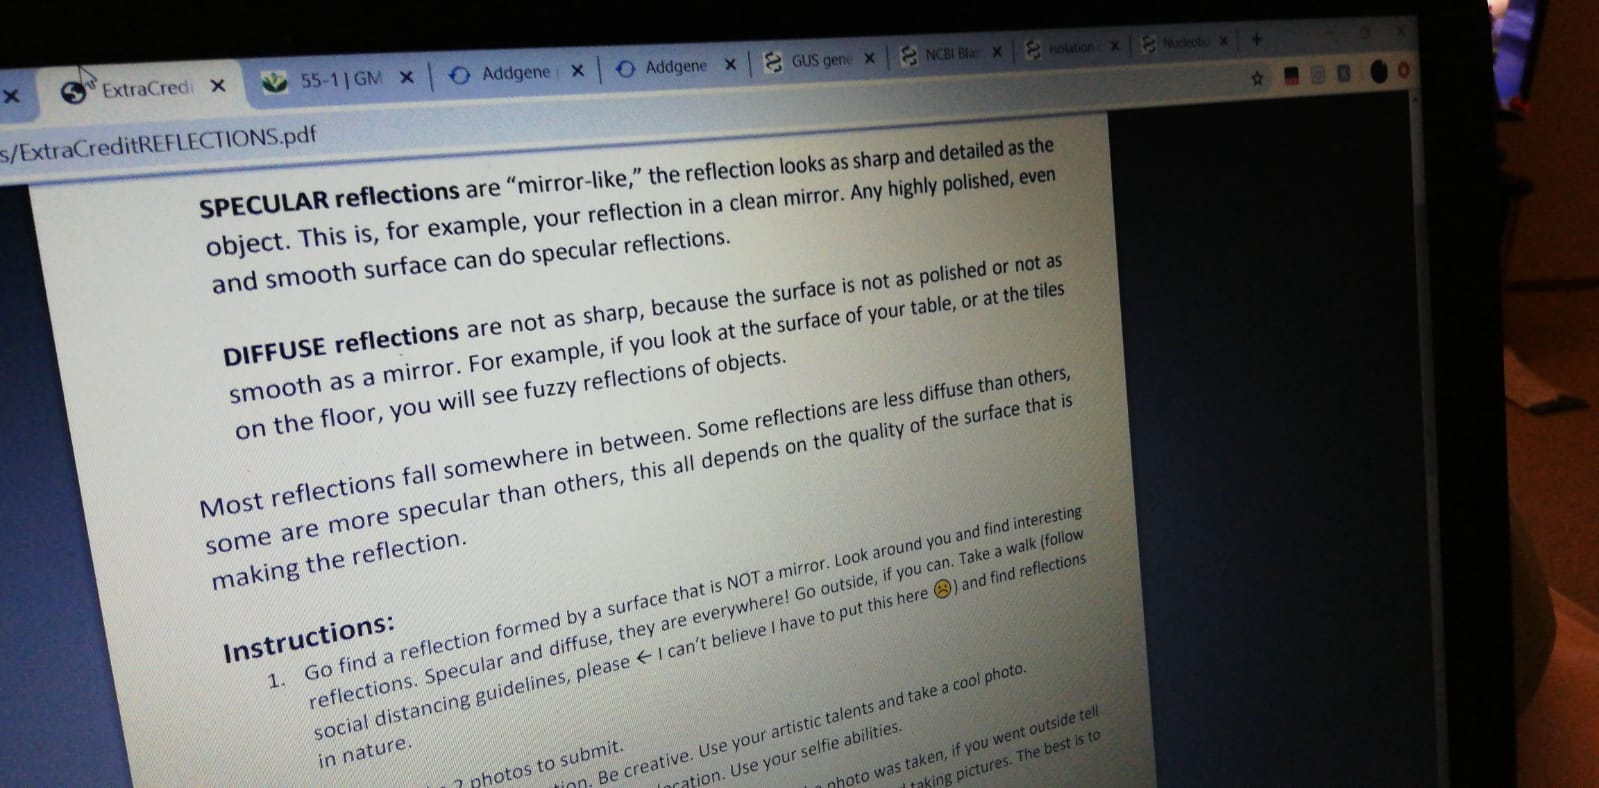 ExtraCredi
55-1 | GM
Addgene
Addgene
GUS gene
NCBI Blas
Isolation
Nucleotid
s/ExtraCreditREFLECTIONS.pdf
SPECULAR reflections are “mirror-like,” the reflection looks as sharp and detailed as the
object. This is, for example, your reflection in a clean mirror. Any highly polished, even
and smooth surface can do specular reflections.
DIFFUSE reflections are not as sharp, because the surface is not as polished or not as
smooth as a mirror. For example, if you look at the surface of your table, or at the tiles
on the floor, you will see fuzzy reflections of objects.
Most reflections fall somewhere in between. Some reflections are less diffuse than others,
some are more specular than others, this all depends on the quality of the surface that is
making the reflection.
Instructions:
1. Go find a reflection formed by a surface that is NOT a mirror. Look around you and find interesting
reflections. Specular and diffuse, they are everywhere! Go outside, if you can. Take a walk (follow
social distancing guidelines, please ← I can’t believe I have to put this here ☹) and find reflections
in nature.
2 photos to submit.
Be creative. Use your artistic talents and take a cool photo.
Use your selfie abilities.
photo was taken, if you went outside tell
taking pictures. The best is to